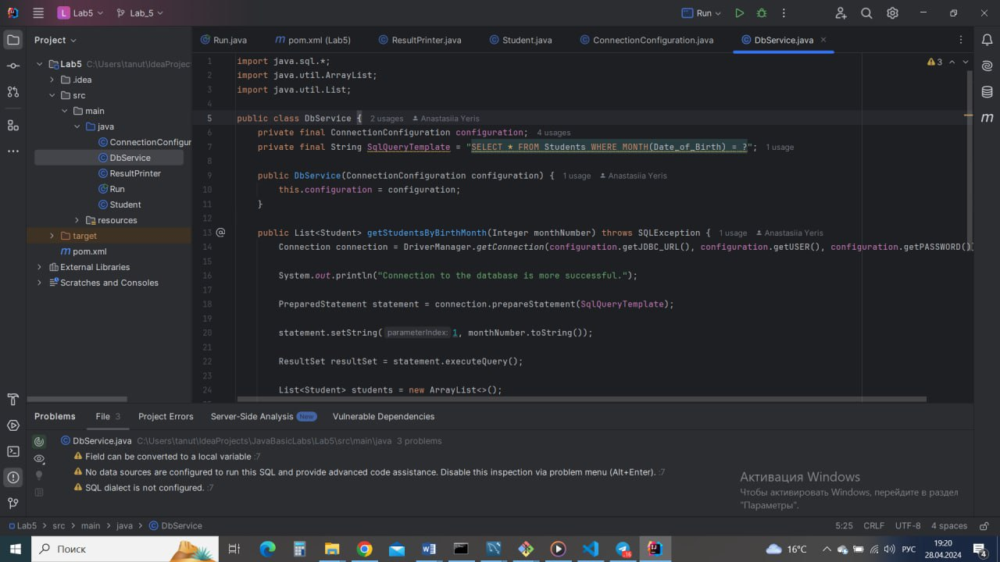 Lab5 Lab_5 Run
Project
Run.java pom.xml (Lab5) ResultPrinter.java Student.java ConnectionConfiguration.java DbService.java
Lab5 C:\Users\tanut\IdeaProjec
.idea
src
main
java
ConnectionConfigur
DbService
ResultPrinter
Run
Student
resources
target
pom.xml
External Libraries
Scratches and Consoles
3
1 import java.sql.*;
2 import java.util.ArrayList;
3 import java.util.List;
4
5 public class DbService { 2 usages Anastasiia Yeris
6 private final ConnectionConfiguration configuration; 4 usages
7 private final String SqlQueryTemplate = "SELECT * FROM Students WHERE MONTH(Date_of_Birth) = ?"; 1 usage
8
9 public DbService(ConnectionConfiguration configuration) { 1 usage Anastasiia Yeris
10 this.configuration = configuration;
11 }
12
13 public List<Student> getStudentsByBirthMonth(Integer monthNumber) throws SQLException { 1 usage Anastasiia Yeris
14 Connection connection = DriverManager.getConnection(configuration.getJDBC_URL(), configuration.getUSER(), configuration.getPASSWORD())
15
16 System.out.println("Connection to the database is more successful.");
17
18 PreparedStatement statement = connection.prepareStatement(SqlQueryTemplate);
19
20 statement.setString( parameterIndex: 1, monthNumber.toString());
21
22 ResultSet resultSet = statement.executeQuery();
23
24 List<Student> students = new ArrayList<>();
Problems File 3 Project Errors Server-Side Analysis New Vulnerable Dependencies
DbService.java C:\Users\tanut\IdeaProjects\JavaBasicLabs\Lab5\src\main\java 3 problems
Field can be converted to a local variable :7
No data sources are configured to run this SQL and provide advanced code assistance. Disable this inspection via problem menu (Alt+Enter). :7
SQL dialect is not configured. :7
Активация Windows
Чтобы активировать Windows, перейдите в раздел
"Параметры".
Lab5 > src > main > java > DbService 5:25 CRLF UTF-8 4 spaces
Поиск 16°C РУС 19:20
28.04.2024 4